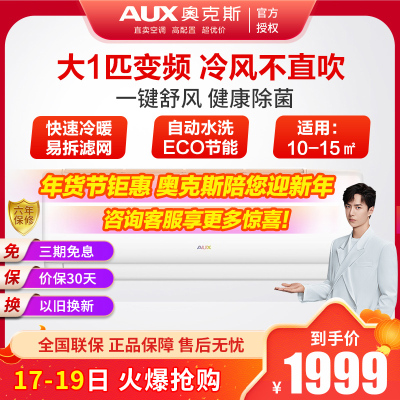 AUX奥克斯 官方授权
直卖空调 高配置 超优价
大1匹变频 冷风不直吹
一键舒风 健康除菌
快速冷暖
易拆滤网
自动水洗
ECO节能
适用:
10-15㎡
年货节钜惠 奥克斯陪您迎新年
咨询客服享更多惊喜!
六年
保修
AUX
免 三期免息
保 价保30天
换 以旧换新
全国联保 正品保障 售后无忧
17-19日 火爆抢购
¥1999